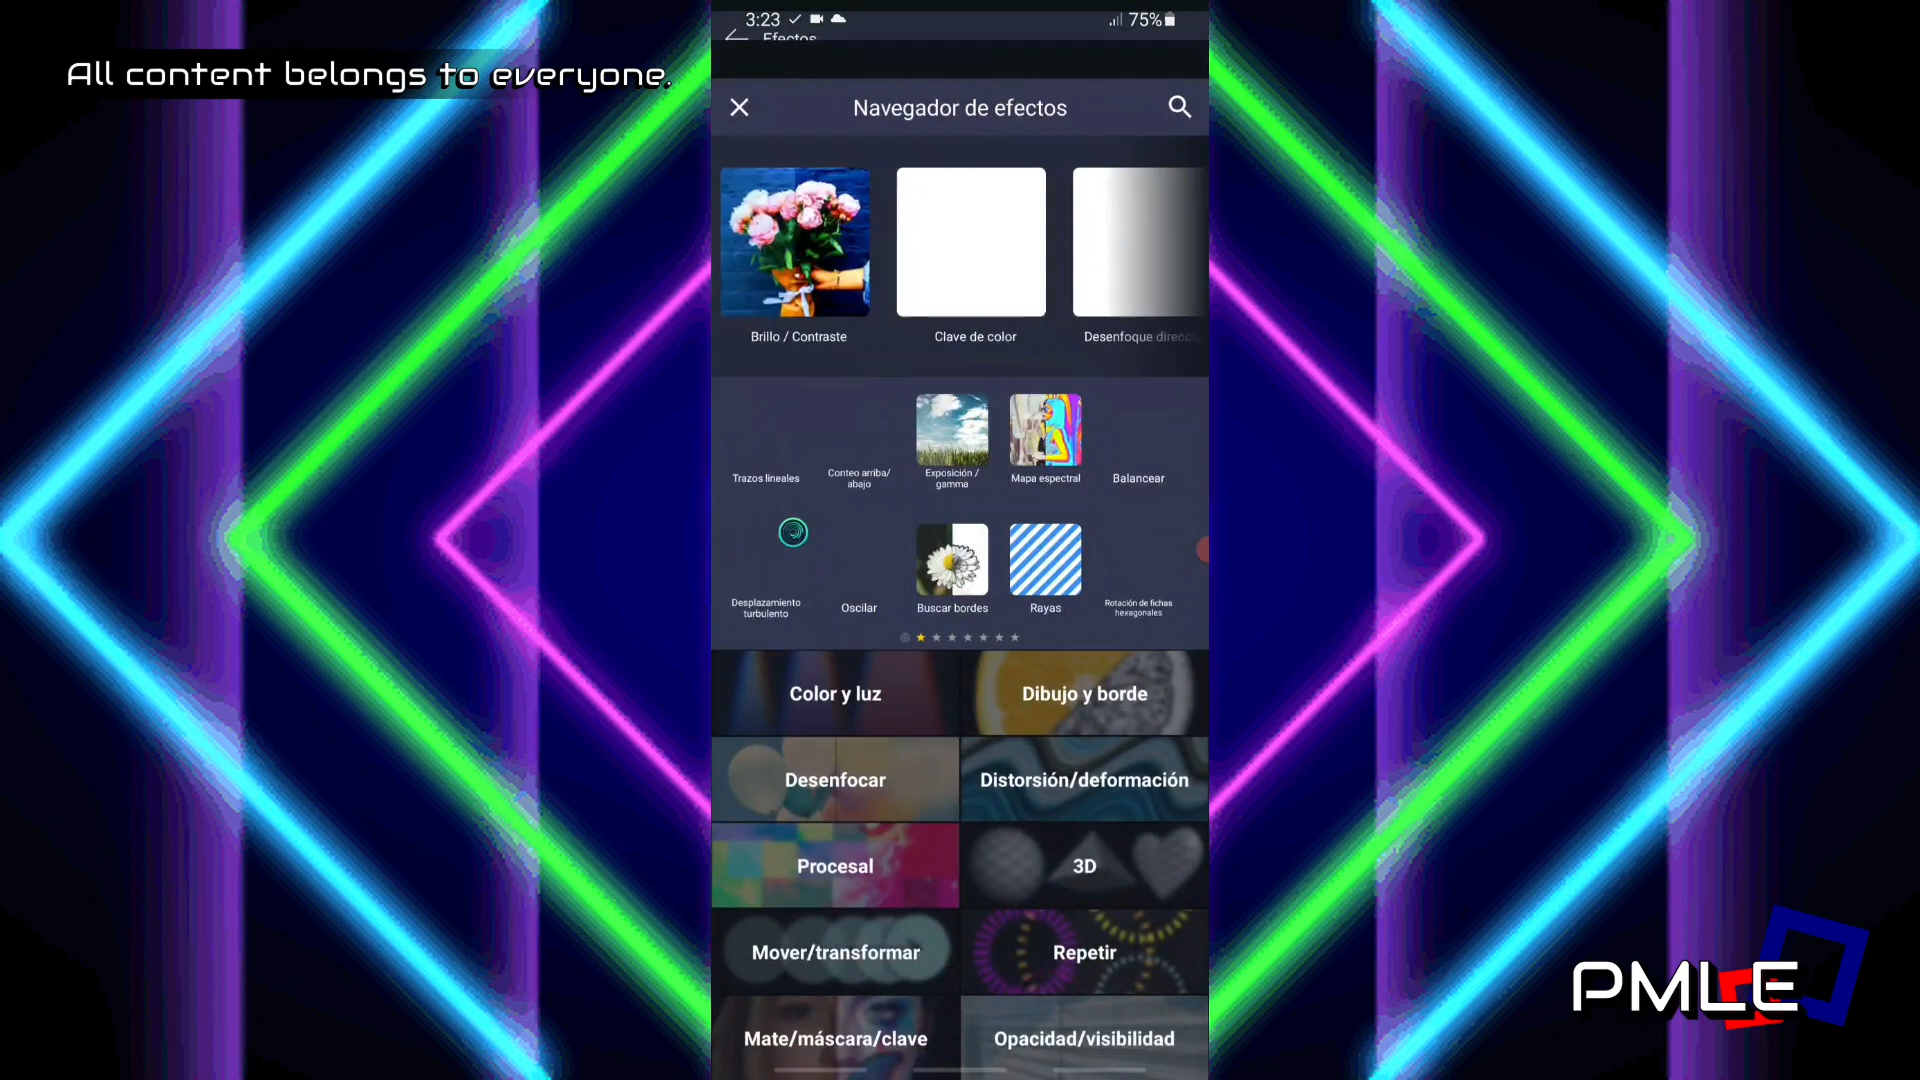 3:23
75%
Efectos
All content belongs to everyone.
Navegador de efectos
Brillo / Contraste
Clave de color
Desenfoque direcci
Trazos lineales
Conteo arriba/
abajo
Exposición /
gamma
Mapa espectral
Balancear
Desplazamiento
turbulento
Oscilar
Buscar bordes
Rayas
Rotación de fichas
hexagonales
Color y luz
Dibujo y borde
Desenfocar
Distorsión/deformación
Procesal
3D
Mover/transformar
Repetir
Mate/máscara/clave
Opacidad/visibilidad
PMLE